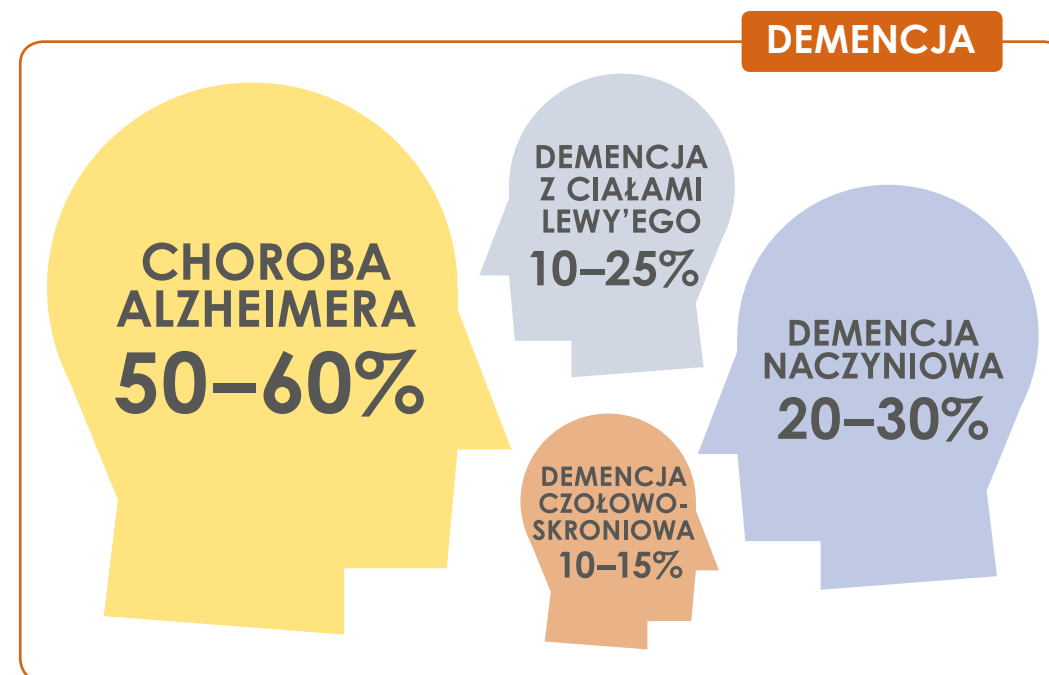 DEMENCJA
CHOROBA
ALZHEIMERA
50–60%
DEMENCJA
Z CIAŁAMI
LEWY’EGO
10–25%
DEMENCJA
NACZYNIOWA
20–30%
DEMENCJA
CZOŁOWO-
SKRONIOWA
10–15%